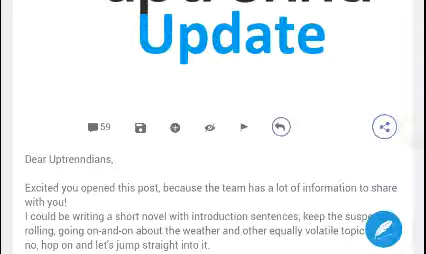 Update
59
Dear Uptrenndians,
Excited you opened this post, because the team has a lot of information to share
with you!
I could be writing a short novel with introduction sentences, keep the
rolling, going on-and-on about the weather and other equally volatile
no, hop on and let's jump straight into it.